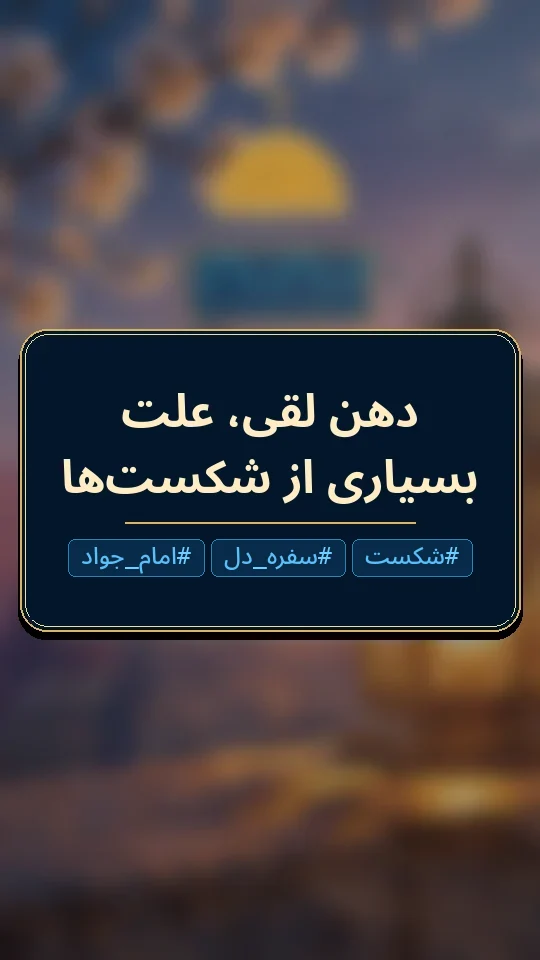 دهن لقی، علت
بسیاری از شکست‌ها
#شکست #سفره_دل #امام_جواد